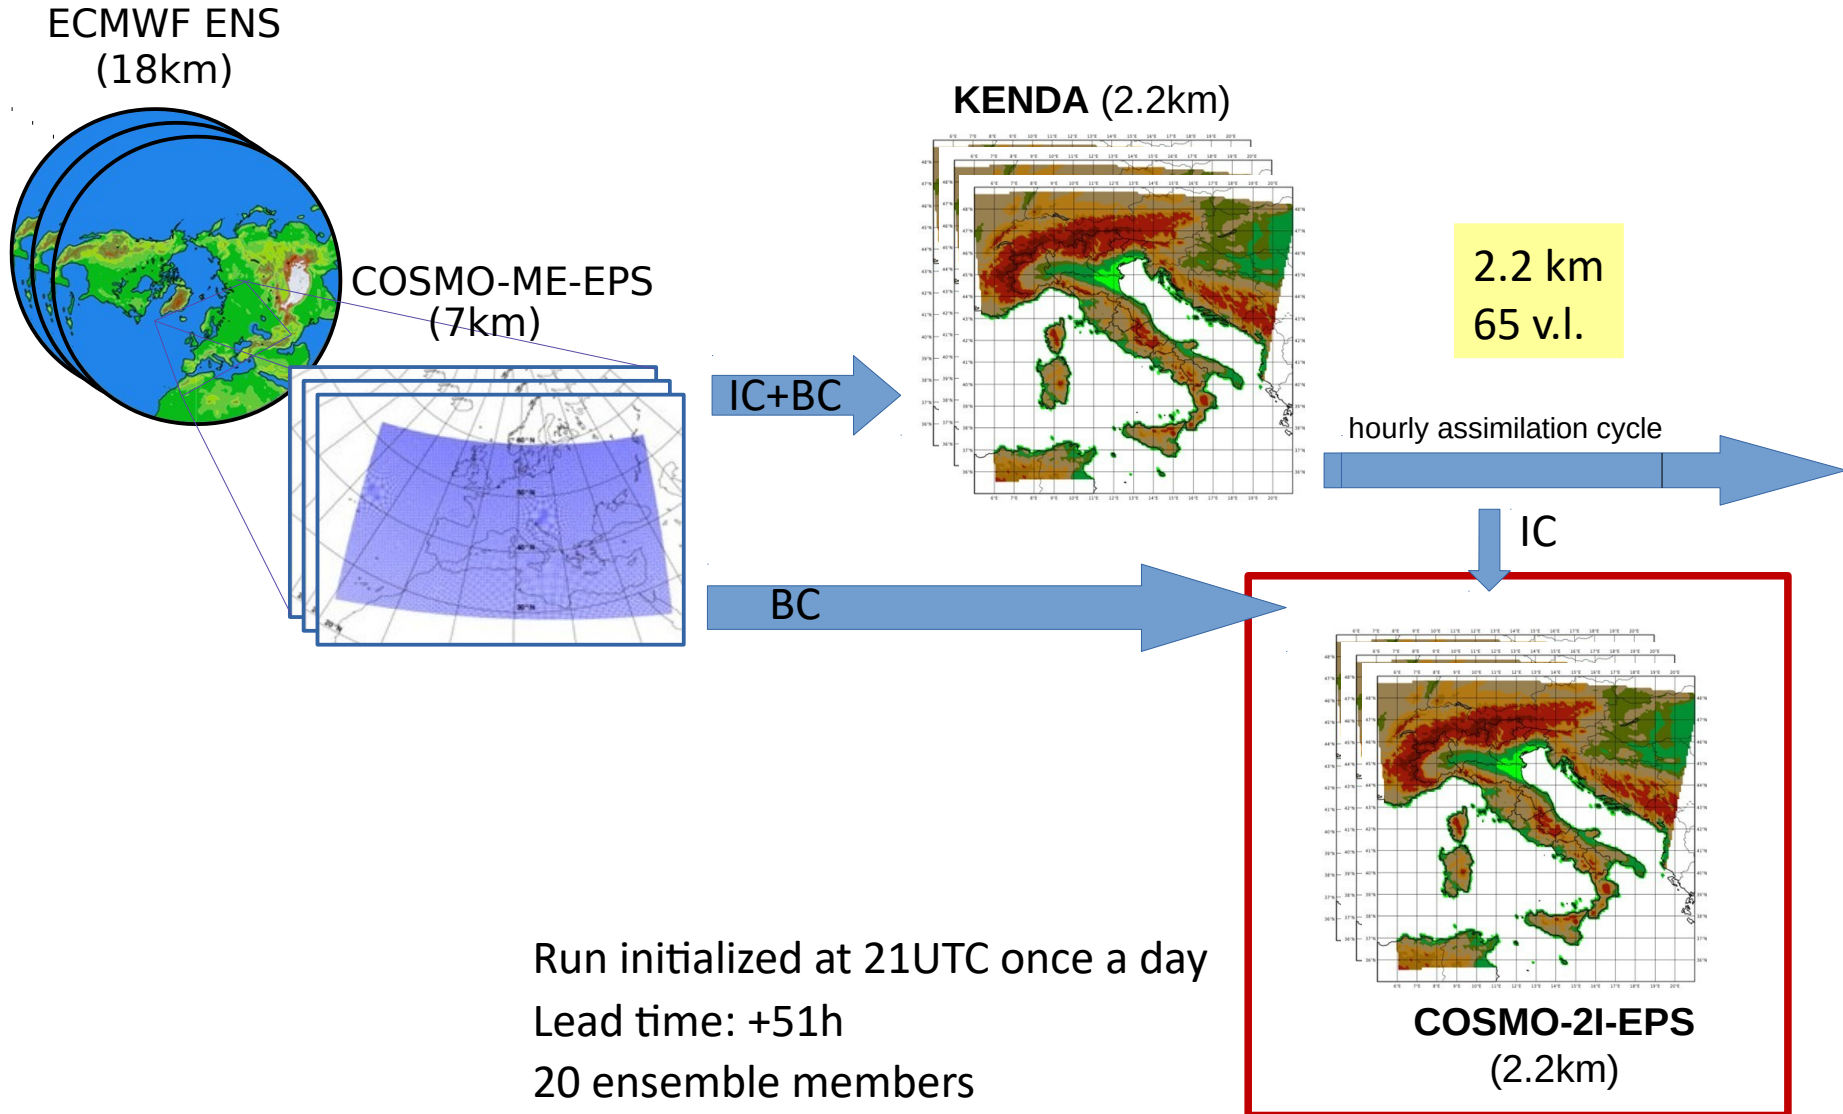 ECMWF ENS
(18km)
KENDA (2.2km)
COSMO-ME-EPS
(7km)
2.2 km
65 v.l.
IC+BC
hourly assimilation cycle
IC
BC
Run initialized at 21UTC once a day
Lead time: +51h
20 ensemble members
COSMO-2I-EPS
(2.2km)